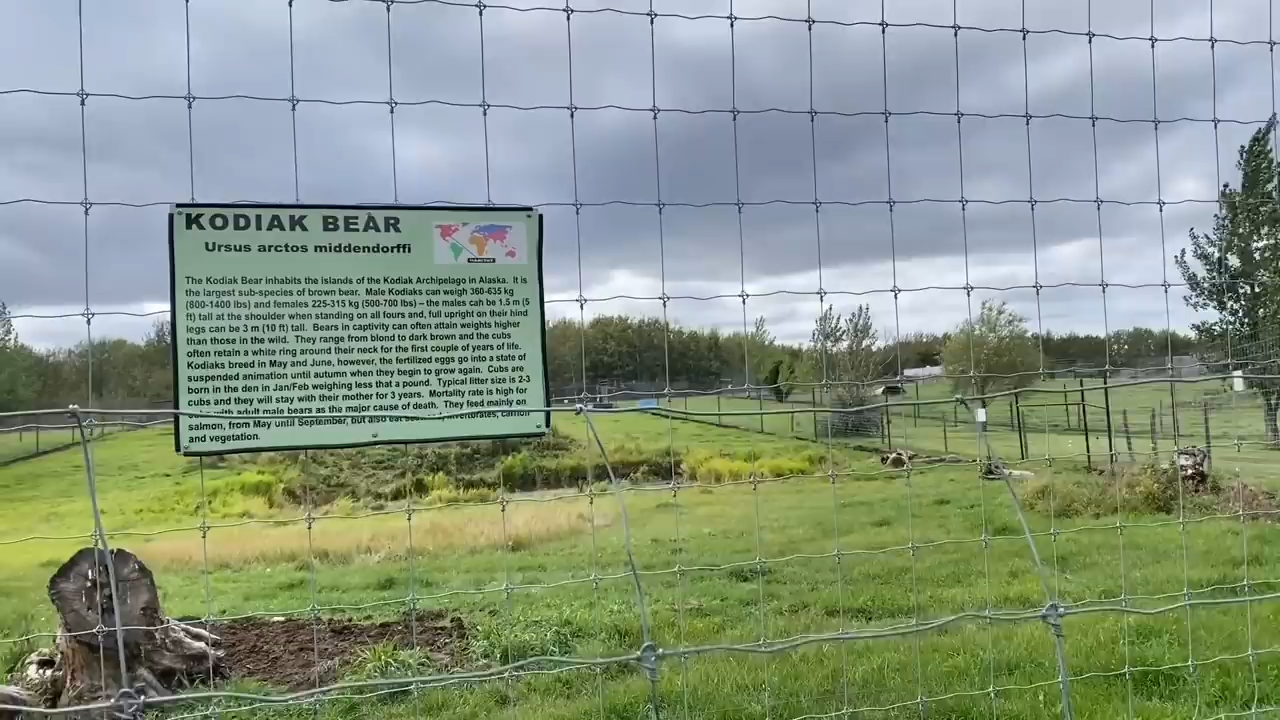 KODIAK BEAR
Ursus arctos middendorffi
HABITAT
The Kodiak Bear inhabits the islands of the Kodiak Archipelago in Alaska. It is
the largest sub-species of brown bear. Male Kodiaks can weigh 360-635 kg
(800-1400 lbs) and females 225-315 kg (500-700 lbs) – the males can be 1.5 m (5
ft) tall at the shoulder when standing on all fours and, full upright on their hind
legs can be 3 m (10 ft) tall. Bears in captivity can often attain weights higher
than those in the wild. They range from blond to dark brown and the cubs
often retain a white ring around their neck for the first couple of years of life.
Kodiaks breed in May and June, however, the fertilized eggs go into a state of
suspended animation until autumn when they begin to grow again. Cubs are
born in the den in Jan/Feb weighing less that a pound. Typical litter size is 2-3
cubs and they will stay with their mother for 3 years. Mortality rate is high for
with adult male bears as the major cause of death. They feed mainly on
salmon, from May until September, but also eat invertebrates, carrion
and vegetation.